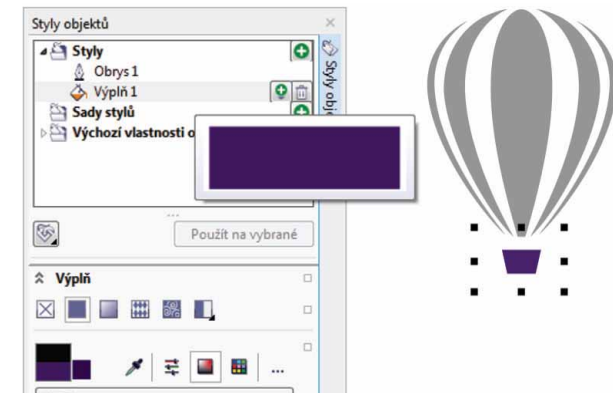 Styly objektů
Styly
Obrys 1
Výplň 1
Sady stylů
Výchozí vlastnosti o
Styly obje
Použít na vybrané
Výplň